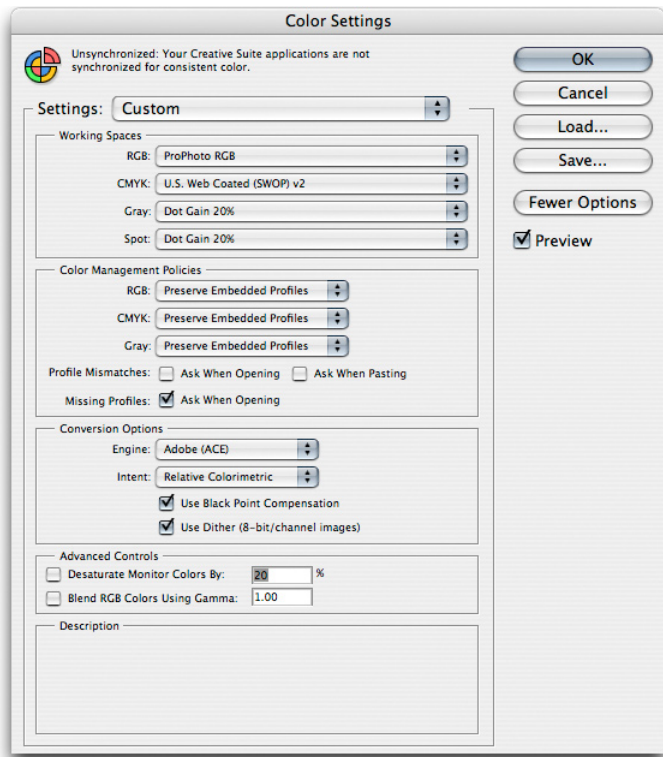 Color Settings
Unsynchronized: Your Creative Suite applications are not
synchronized for consistent color.
OK
Cancel
Load...
Save...
Fewer Options
Preview
Settings: Custom
Working Spaces
RGB: ProPhoto RGB
CMYK: U.S. Web Coated (SWOP) v2
Gray: Dot Gain 20%
Spot: Dot Gain 20%
Color Management Policies
RGB: Preserve Embedded Profiles
CMYK: Preserve Embedded Profiles
Gray: Preserve Embedded Profiles
Profile Mismatches: Ask When Opening Ask When Pasting
Missing Profiles: Ask When Opening
Conversion Options
Engine: Adobe (ACE)
Intent: Relative Colorimetric
Use Black Point Compensation
Use Dither (8-bit/channel images)
Advanced Controls
Desaturate Monitor Colors By: 20 %
Blend RGB Colors Using Gamma: 1.00
Description